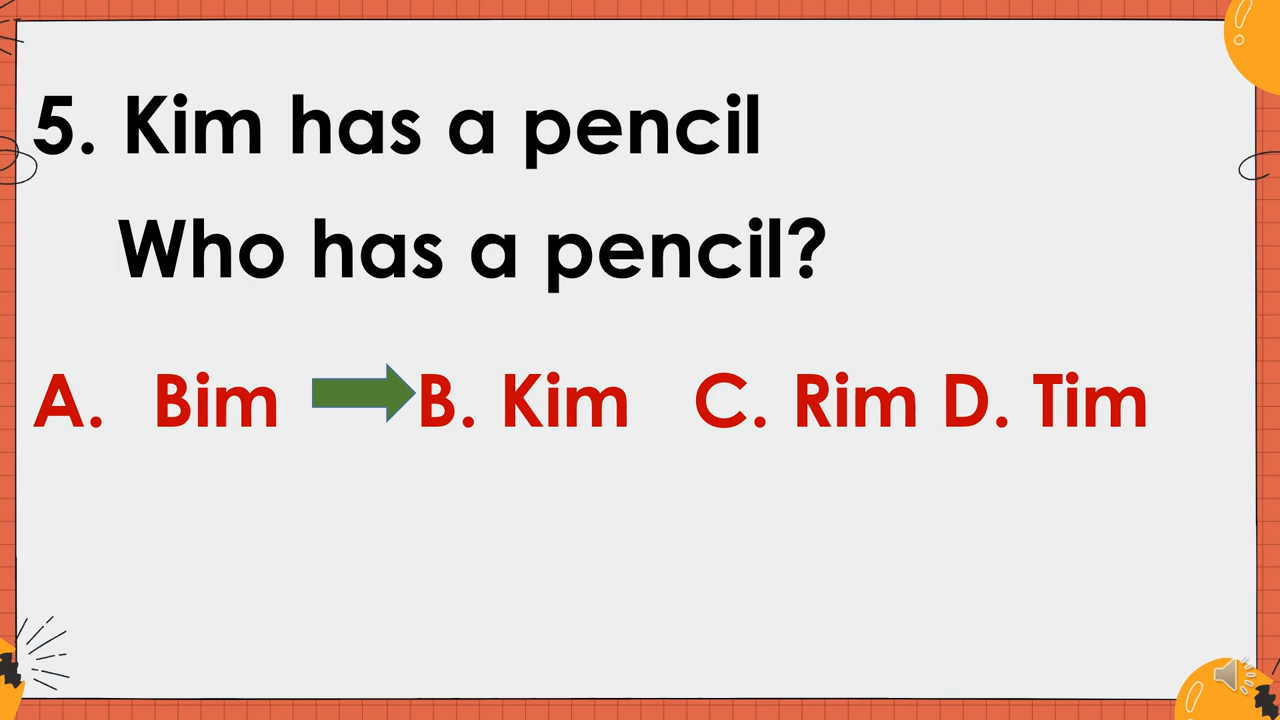 5. Kim has a pencil
Who has a pencil?
A. Bim B. Kim C. Rim D. Tim